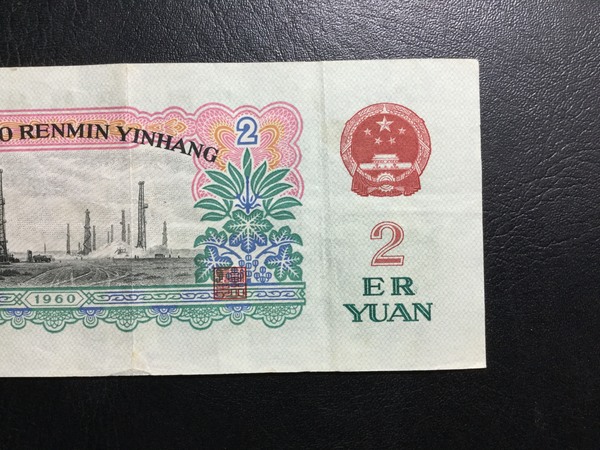 O RENMIN YINHANG
2
1960
2
ER
YUAN